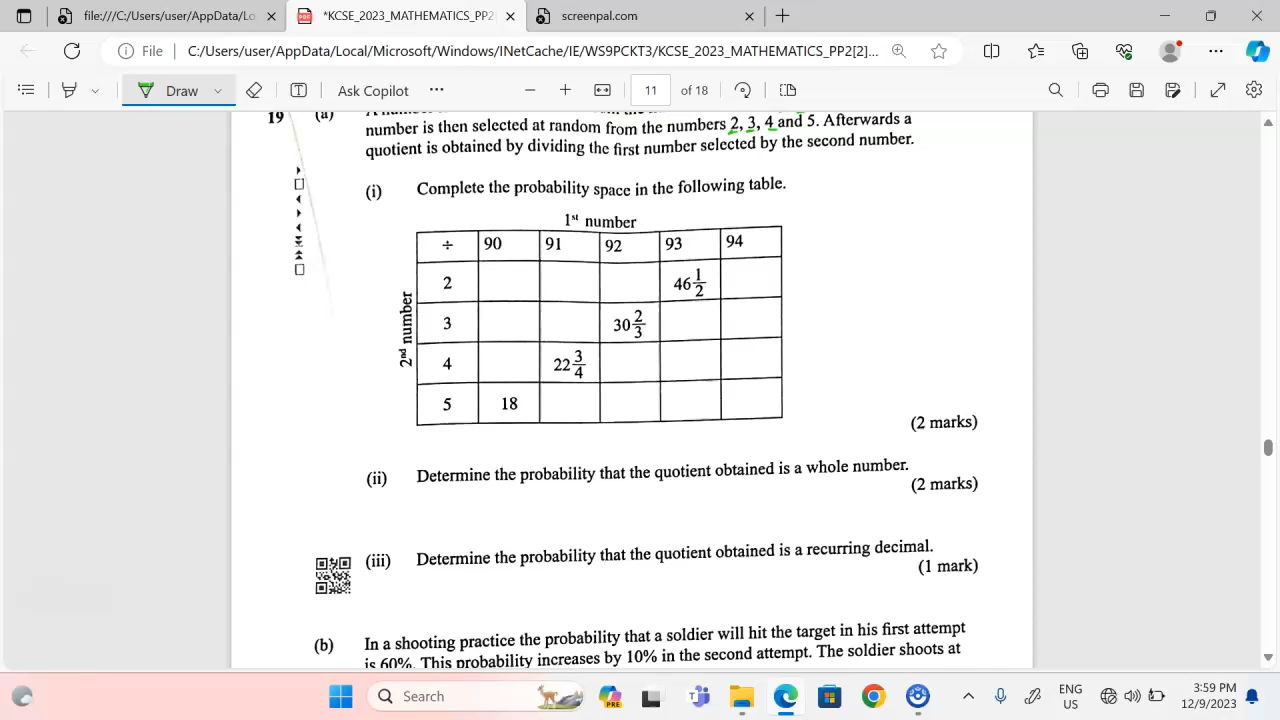 file:///C:/Users/user/AppData/Lo
*KCSE_2023_MATHEMATICS_PP2
screenpal.com
File C:/Users/user/AppData/Local/Microsoft/Windows/INetCache/IE/WS9PCKT3/KCSE_2023_MATHEMATICS_PP2[2]...
Draw Ask Copilot ... 11 of 18
19 (a)
number is then selected at random from the numbers 2, 3, 4 and 5. Afterwards a
quotient is obtained by dividing the first number selected by the second number.
(i) Complete the probability space in the following table.
1st number
÷ 90 91 92 93 94
2 46 1/2
3 30 2/3
4 22 3/4
5 18
2nd number
(2 marks)
(ii) Determine the probability that the quotient obtained is a whole number.
(2 marks)
(iii) Determine the probability that the quotient obtained is a recurring decimal.
(1 mark)
(b) In a shooting practice the probability that a soldier will hit the target in his first attempt
is 60%. This probability increases by 10% in the second attempt. The soldier shoots at
Search
PRE
ENG
US
3:59 PM
12/9/2023